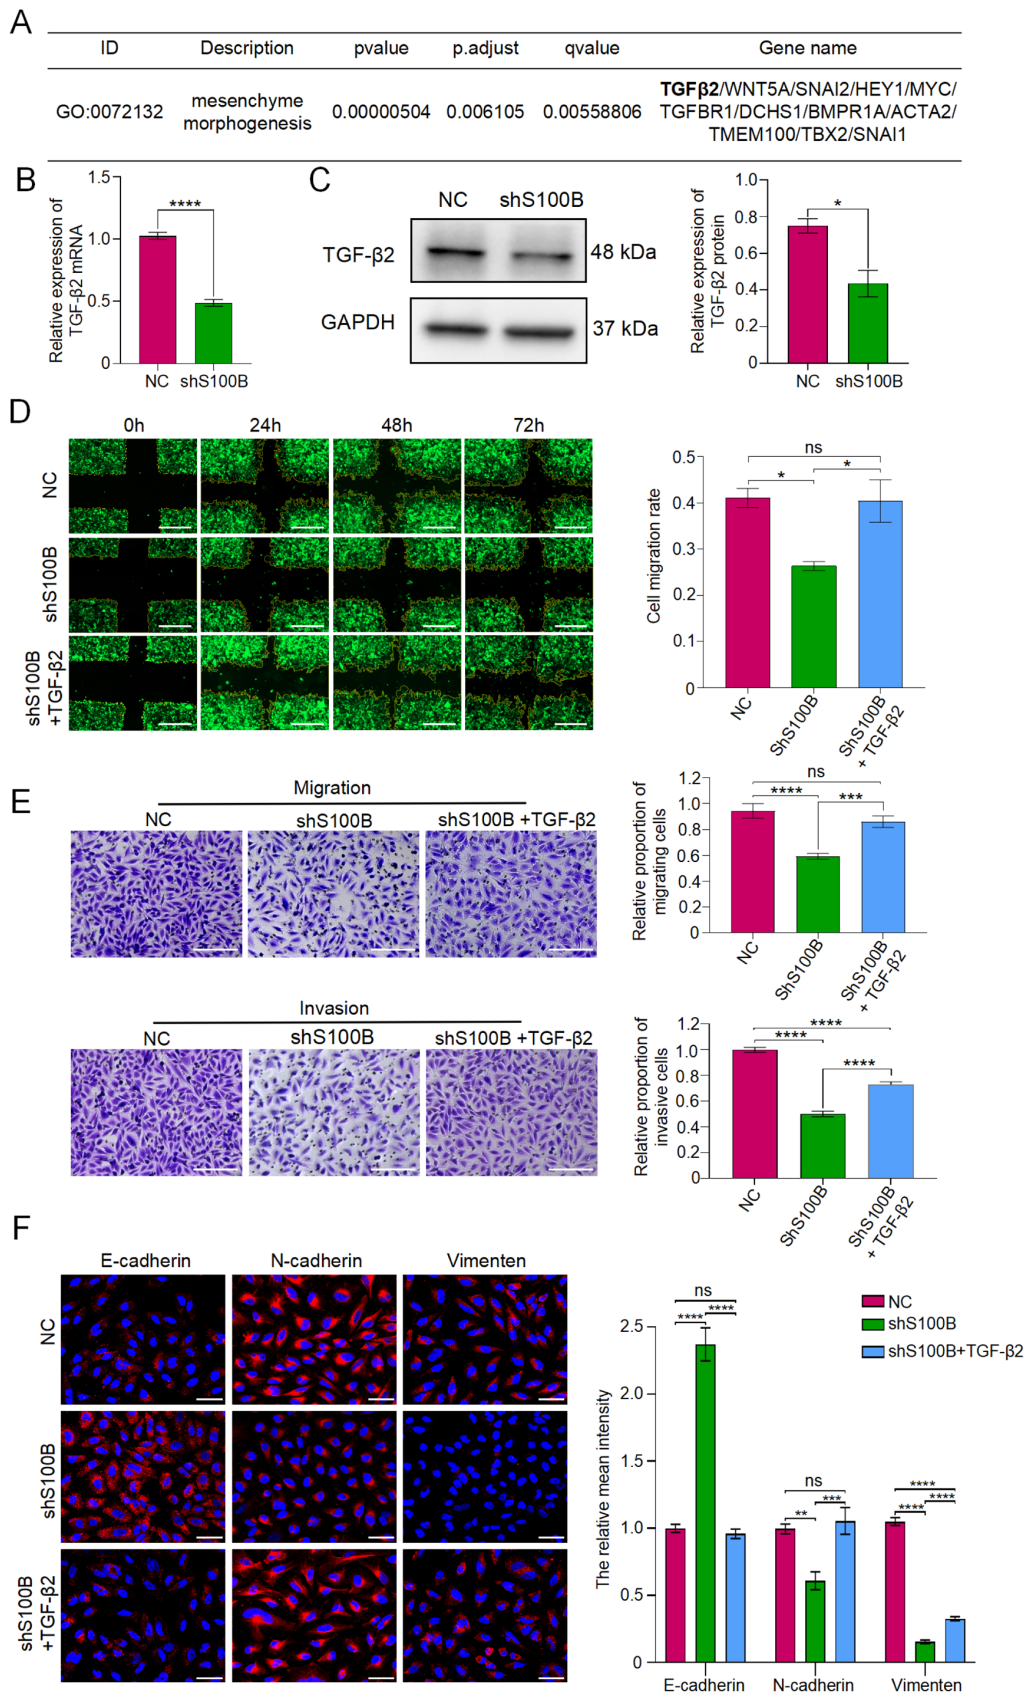 A
ID Description pvalue p.adjust qvalue Gene name
GO:0072132 mesenchyme morphogenesis 0.00000504 0.006105 0.00558806 TGFβ2/WNT5A/SNAI2/HEY1/MYC/
TGFBR1/DCHS1/BMPR1A/ACTA2/
TMEM100/TBX2/SNAI1
B
Relative expression of
TGF-β2 mRNA
1.5
1.0
0.5
0
****
NC shS100B
C
NC shS100B
TGF-β2 48 kDa
GAPDH 37 kDa
Relative expression of
TGF-β2 protein
1.0
0.8
0.6
0.4
0.2
0
*
NC shS100B
D
0h 24h 48h 72h
NC
shS100B
shS100B
+TGF-β2
Cell migration rate
0.5
0.4
0.3
0.2
0.1
0
ns
* *
NC
ShS100B
ShS100B
+ TGF-β2
E
Migration
NC shS100B shS100B +TGF-β2
Relative proportion of
migrating cells
1.2
1.0
0.8
0.6
0.4
0.2
0
ns
**** ***
NC
ShS100B
ShS100B
+ TGF-β2
Invasion
NC shS100B shS100B +TGF-β2
Relative proportion of
invasive cells
1.2
1.0
0.8
0.6
0.4
0.2
0
****
****
****
NC
ShS100B
ShS100B
+ TGF-β2
F
E-cadherin N-cadherin Vimenten
NC
shS100B
shS100B
+TGF-β2
NC
shS100B
shS100B+TGF-β2
The relative mean intensity
2.5
2.0
1.5
1.0
0.5
0
ns
**** ****
ns
** ***
****
**** ****
E-cadherin N-cadherin Vimenten